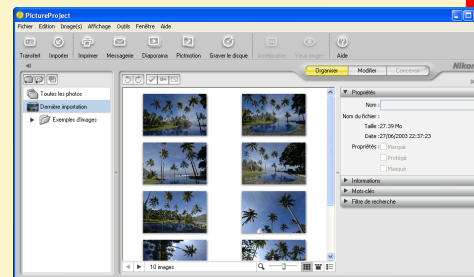 PictureProject
Fichier Edition Image(s) Affichage Outils Fenêtre Aide
Transfert Importer Imprimer Messagerie Diaporama Pictmotion Graver le disque Aide
Organiser Modifier Concevoir Nikon
Toutes les photos
Dernière importation
Exemples d'images
Propriétés
Nom :
Nom du fichier :
Taille :27.39 Mo
Date :27/06/2003 22:37:23
Propriétés : Marqué
Protégé
Masqué
Informations
Mots-clés
Filtre de recherche
10 images